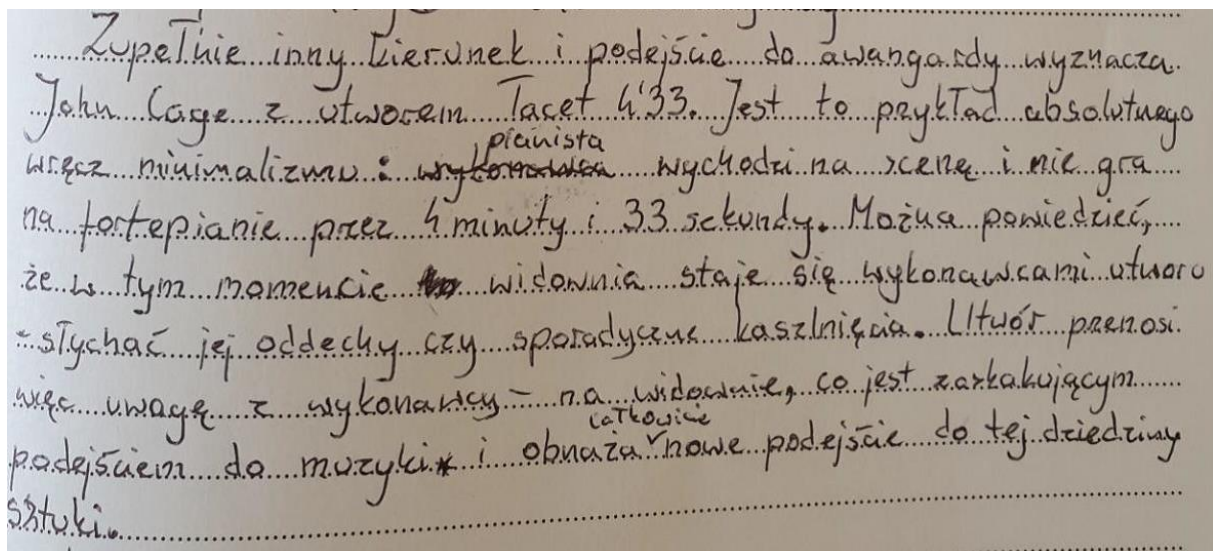 Zupełnie inny kierunek i podejście do awangardy wyznacza
John Cage z utworem Tacet 4'33. Jest to przykład absolutnego
wręcz minimalizmu: pianista wychodzi na scenę i nie gra
na fortepianie przez 4 minuty i 33 sekundy. Można powiedzieć,
że w tym momencie widownia staje się wykonawcami utworu
- słychać jej oddechy czy sporadyczne kaszlnięcia. Utwór przenosi
więc uwagę z wykonawcy - na widownie, co jest zaskakującym
podejściem do muzyki i obnaża całkowicie nowe podejście do tej dziedziny
sztuki.